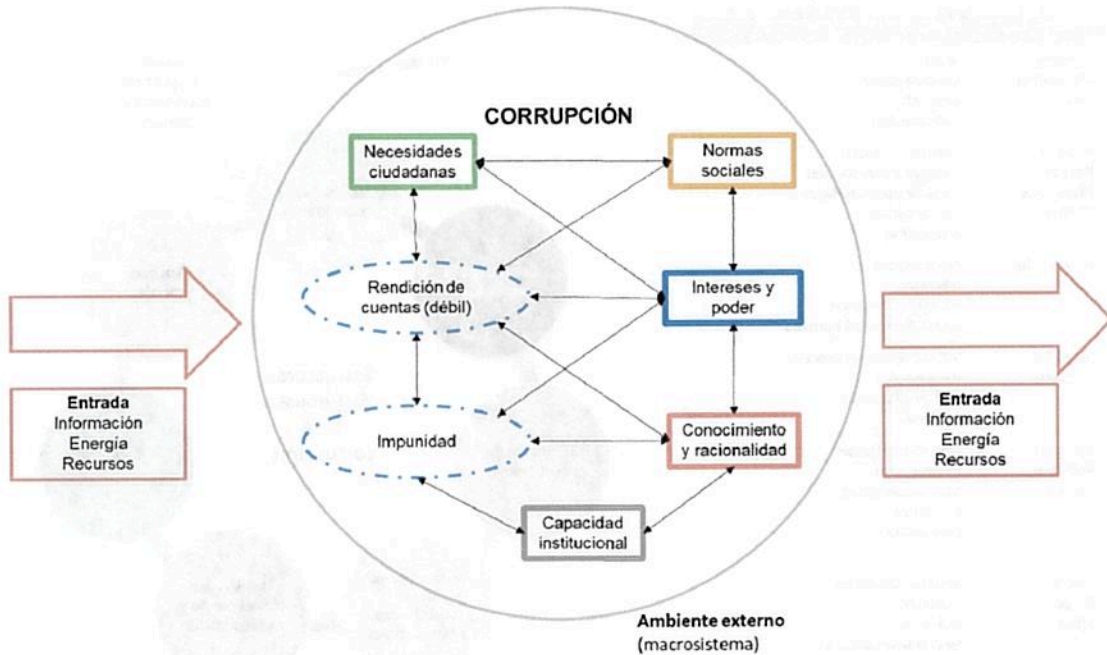 CORRUPCIÓN
Necesidades
ciudadanas
Normas
sociales
Rendición de
cuentas (débil)
Intereses y
poder
Entrada
Información
Energía
Recursos
Impunidad
Conocimiento
y racionalidad
Entrada
Información
Energía
Recursos
Capacidad
institucional
Ambiente externo
(macrosistema)